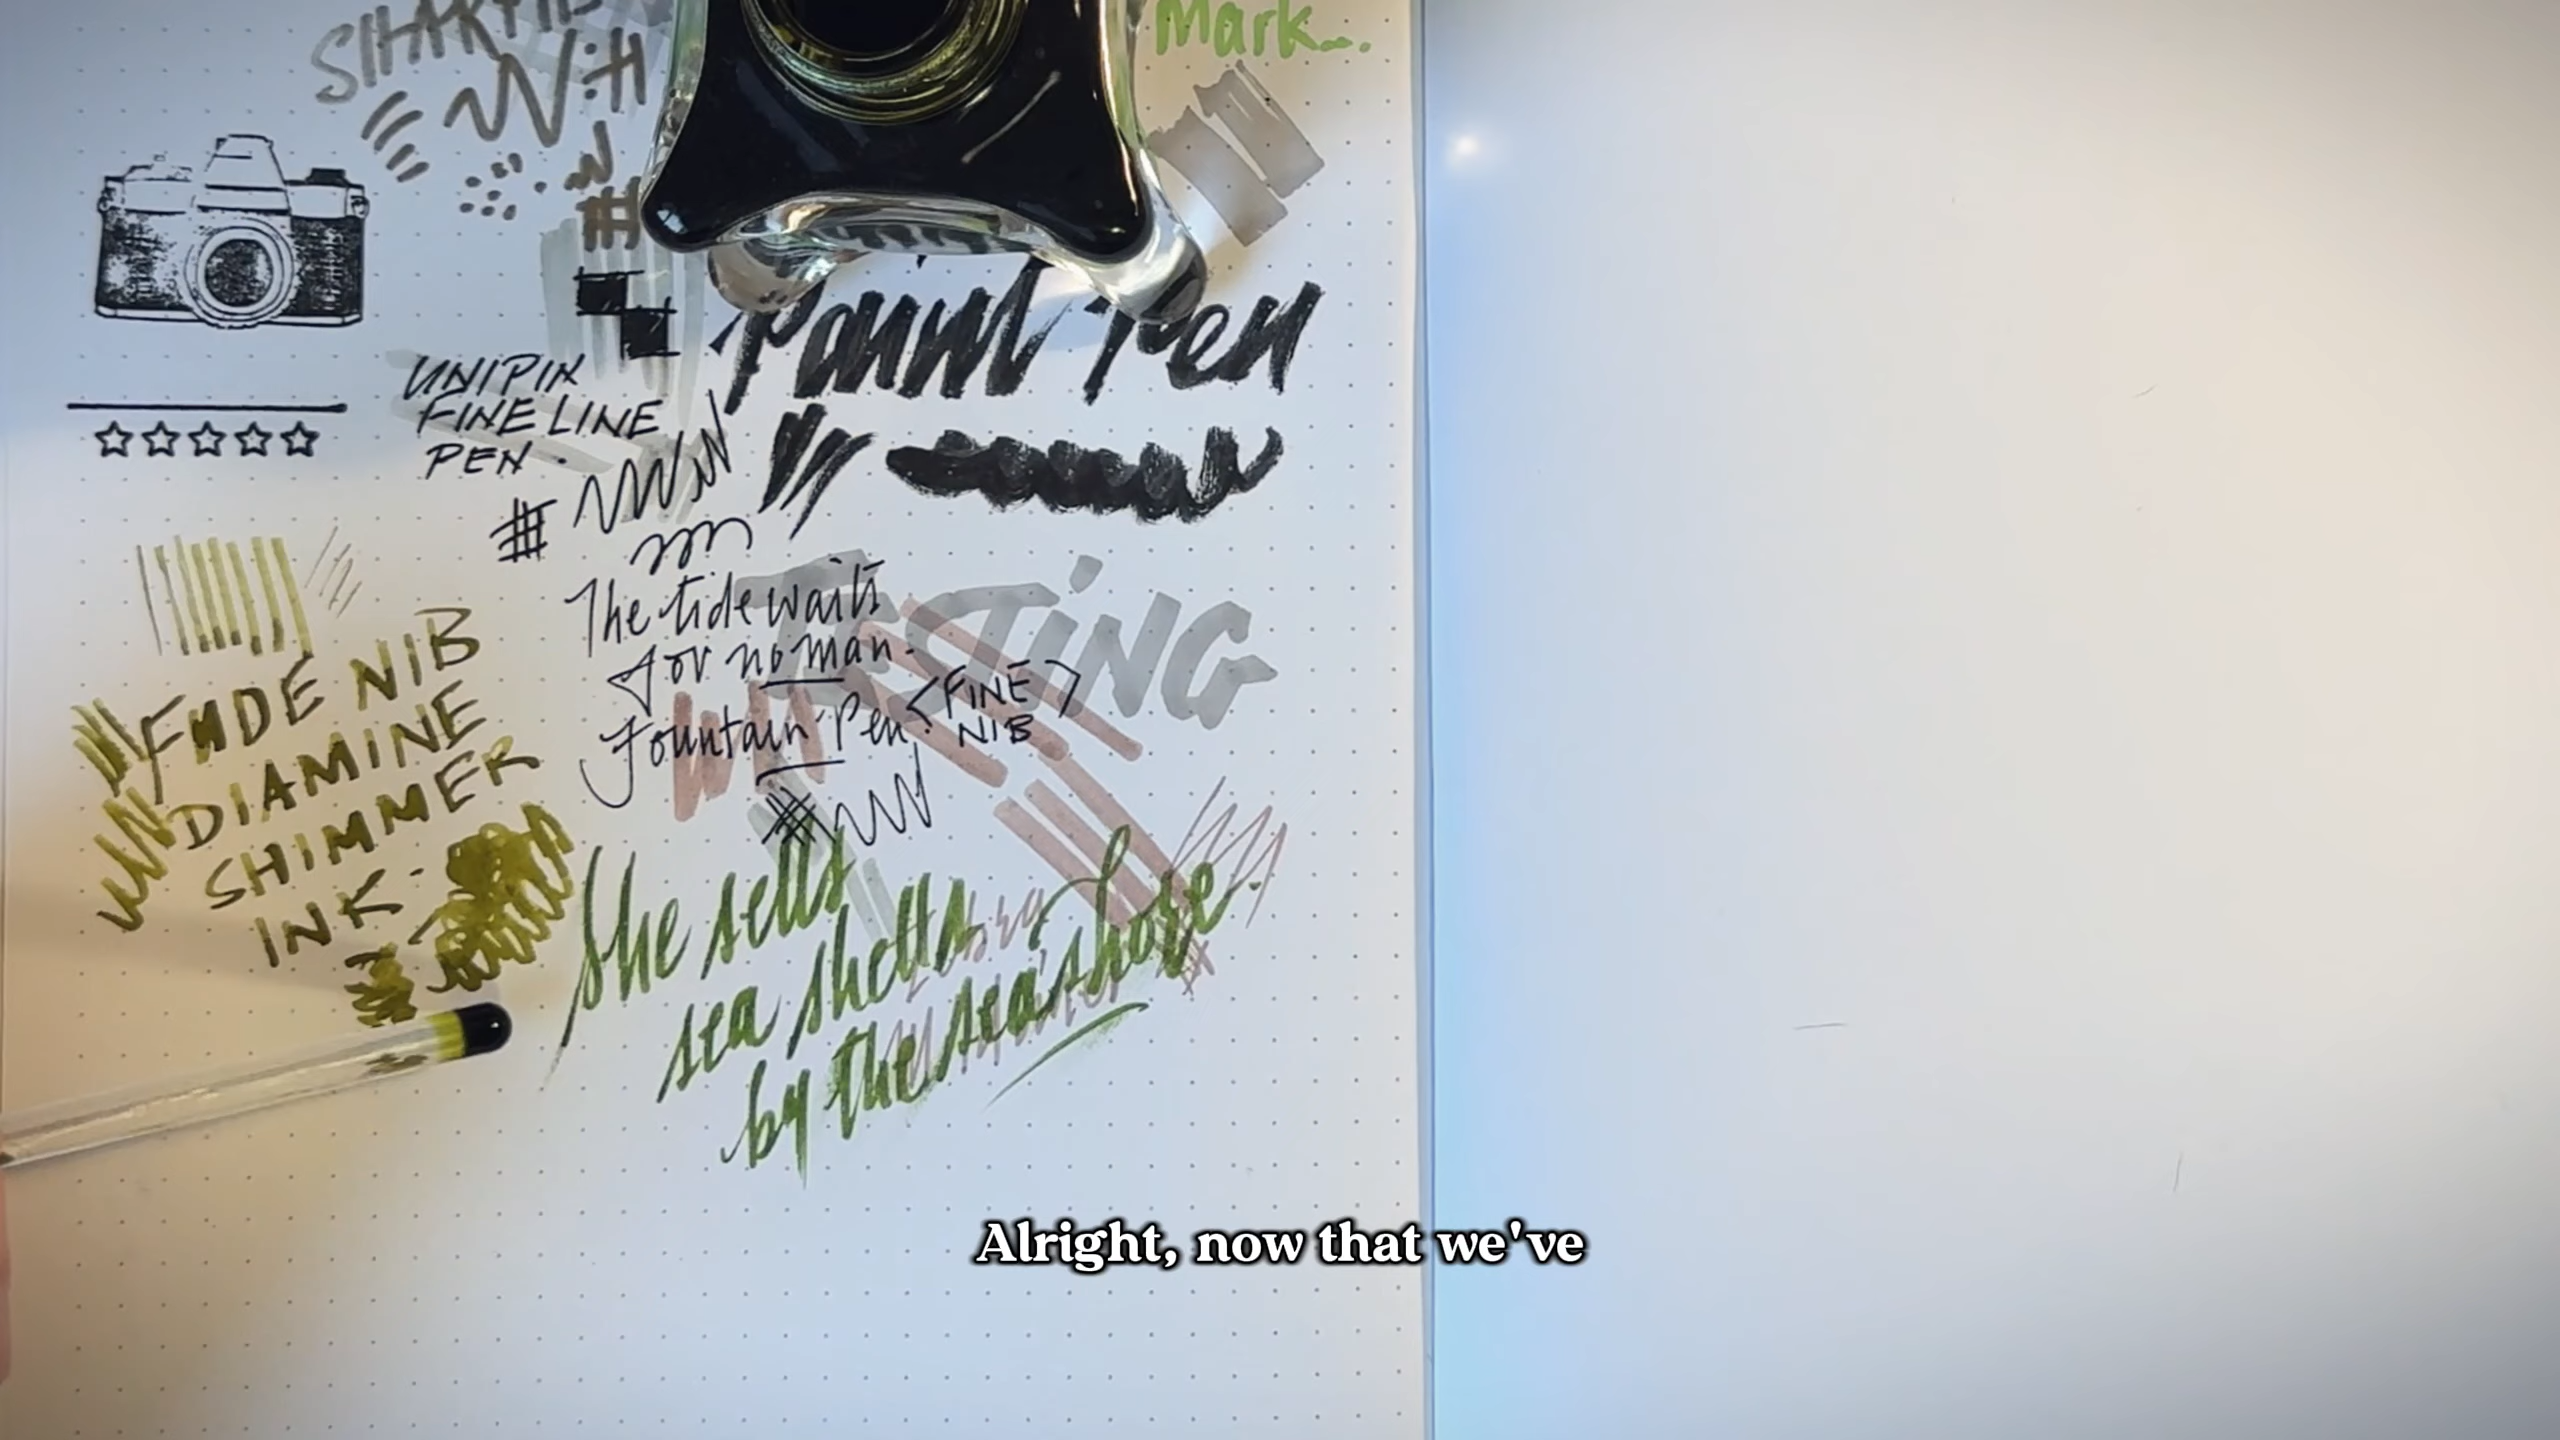 Mark...
Paint Pen
UNIPIN
FINE LINE
PEN.
#
TESTING
The tide waits
for no man.
Fountain Pen. <FINE
NIB>
#
FUDE NIB
DIAMINE
SHIMMER
INK.
She sells
sea shells
by the seashore.
Alright, now that we've